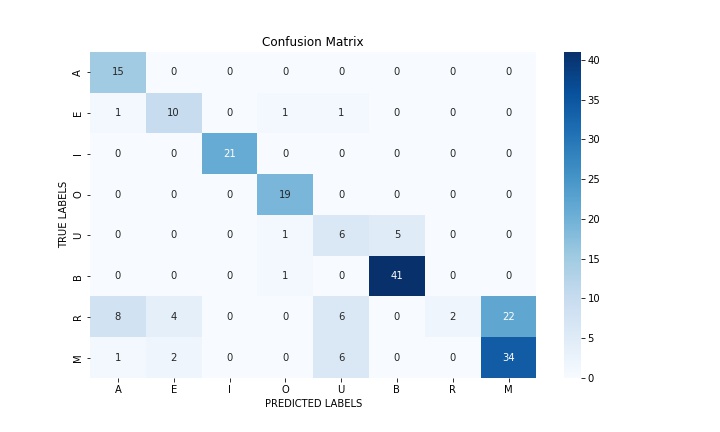 Confusion Matrix
A 15 0 0 0 0 0 0 0
E 1 10 0 1 1 0 0 0
I 0 0 21 0 0 0 0 0
O 0 0 0 19 0 0 0 0
U 0 0 0 1 6 5 0 0
B 0 0 0 1 0 41 0 0
R 8 4 0 0 6 0 2 22
M 1 2 0 0 6 0 0 34
A E I O U B R M
TRUE LABELS
PREDICTED LABELS
40
35
30
25
20
15
10
5
0